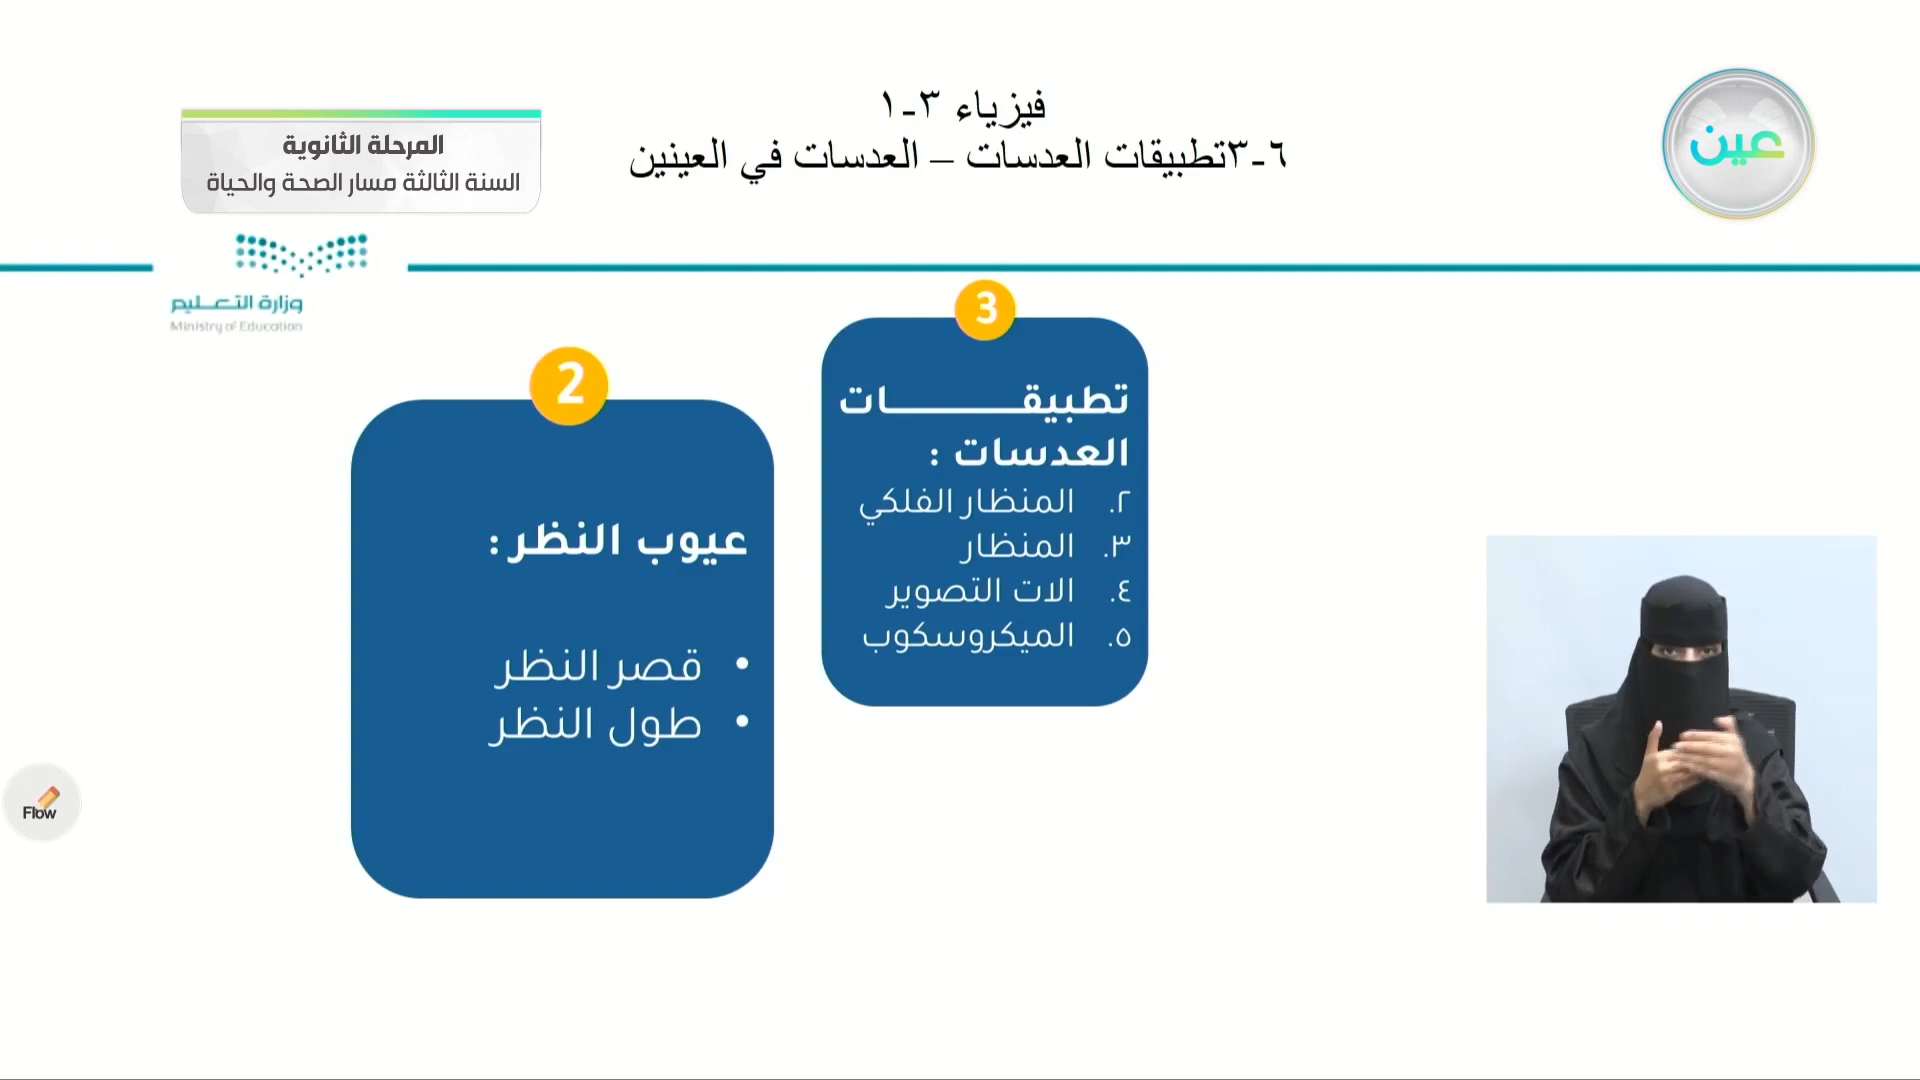 فيزياء ٣-١
٦-٣تطبيقات العدسات – العدسات في العينين
عين
المرحلة الثانوية
السنة الثالثة مسار الصحة والحياة
وزارة التعـــليم
Ministry of Education
3
تطبيقــــــــــات
العدسات :
٢. المنظار الفلكي
٣. المنظار
٤. الات التصوير
٥. الميكروسكوب
2
عيوب النظر :
• قصر النظر
• طول النظر
Flow